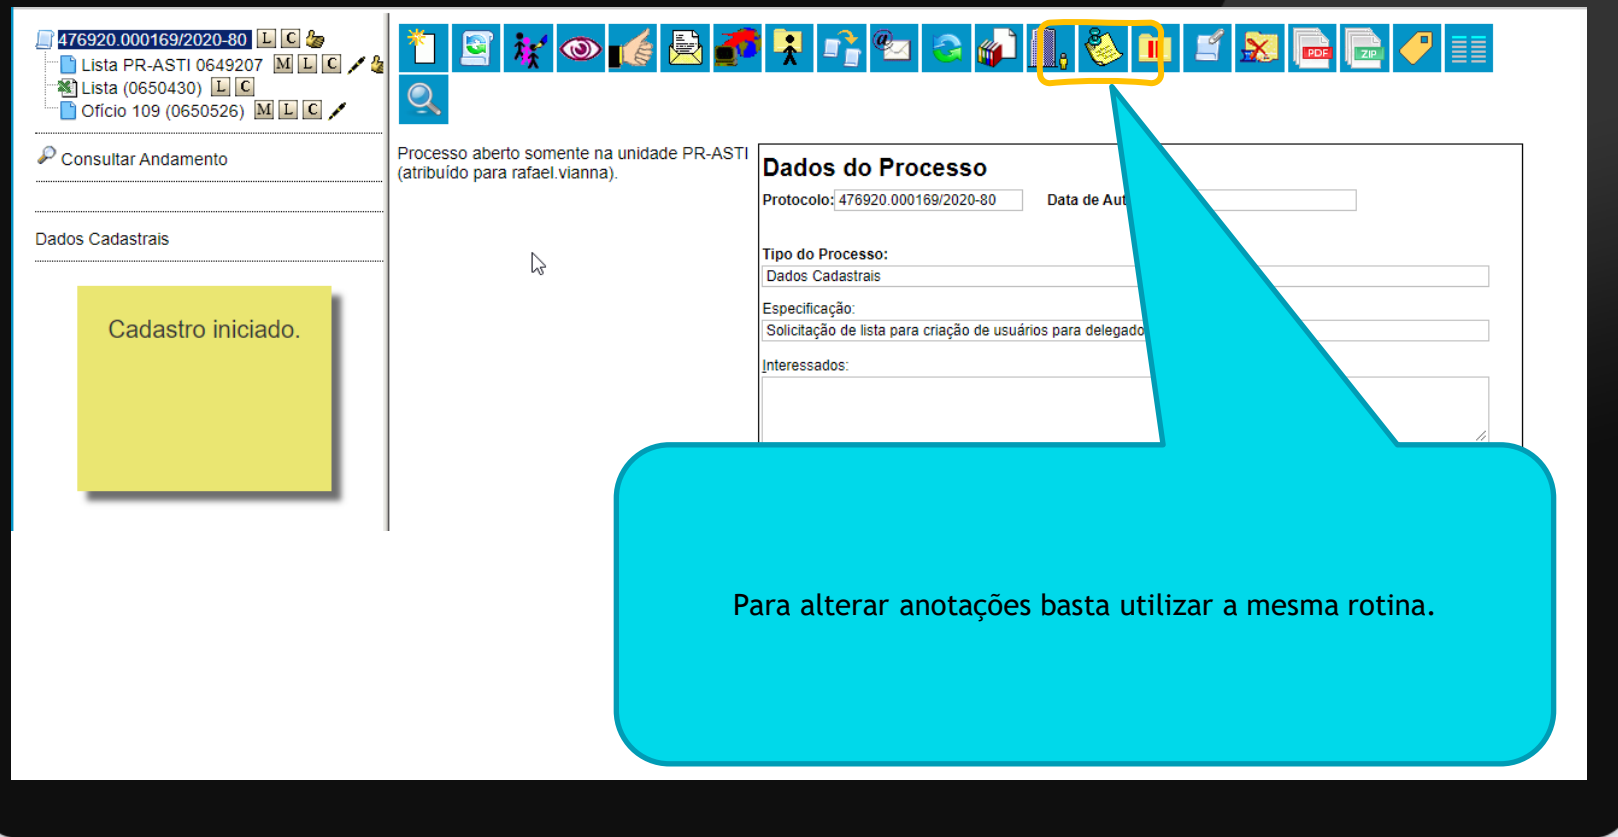 476920.000169/2020-80 L C
Lista PR-ASTI 0649207 M L C
Lista (0650430) L C
Ofício 109 (0650526) M L C
Consultar Andamento
Dados Cadastrais
Cadastro iniciado.
PDF
ZIP
Processo aberto somente na unidade PR-ASTI
(atribuído para rafael.vianna).
Dados do Processo
Protocolo: 476920.000169/2020-80 Data de Aut
Tipo do Processo:
Dados Cadastrais
Especificação:
Solicitação de lista para criação de usuários para delegado
Interessados:
Para alterar anotações basta utilizar a mesma rotina.